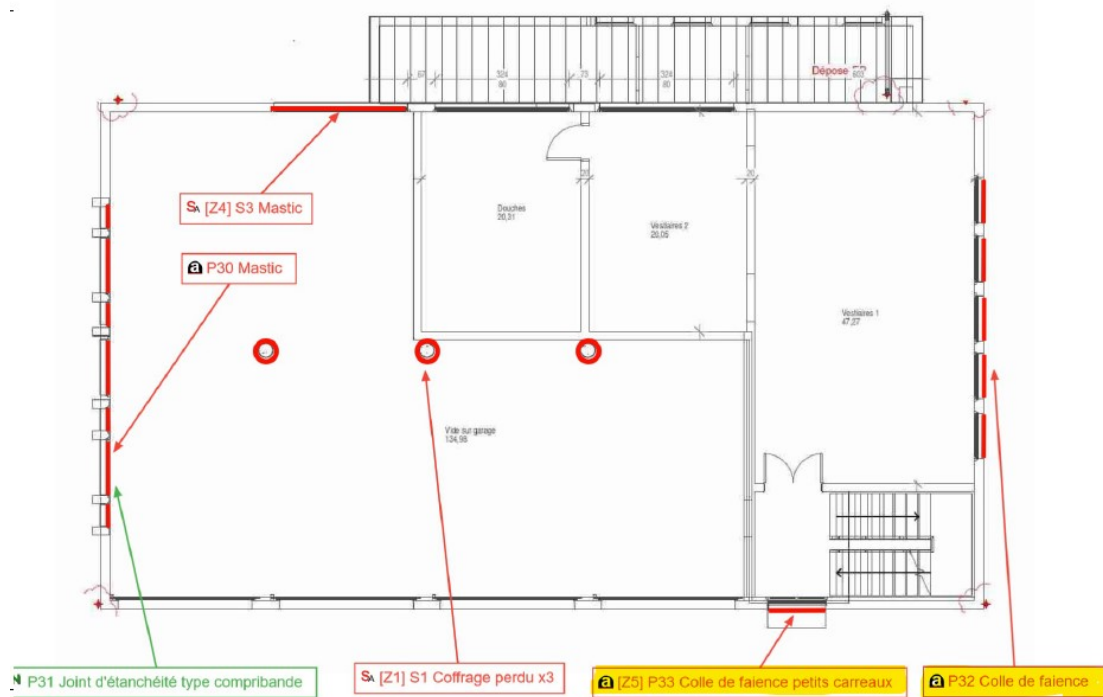 67
324
80
73
324
80
Dépose
603
20
20
SA [Z4] S3 Mastic
Douches
20,31
Vestiaires 2
20,05
a P30 Mastic
Vestiaires 1
47,27
Vide sur garage
134,98
N P31 Joint d'étanchéité type compribande
SA [Z1] S1 Coffrage perdu x3
a [Z5] P33 Colle de faience petits carreaux
a P32 Colle de faience